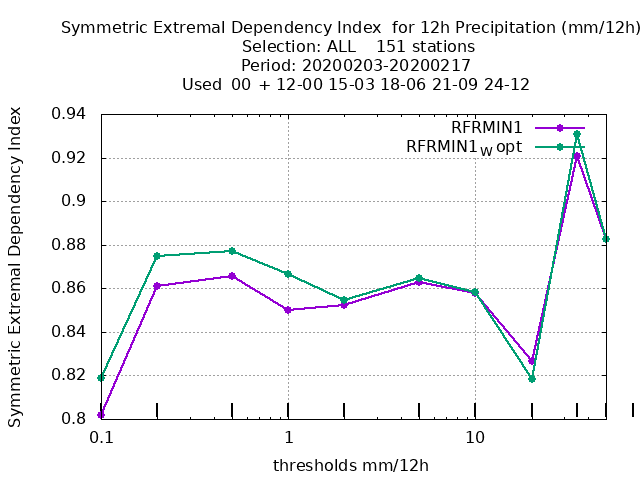 Symmetric Extremal Dependency Index  for 12h Precipitation (mm/12h)
Selection: ALL    151 stations
Period: 20200203-20200217
Used  00 + 12-00 15-03 18-06 21-09 24-12
RFRMIN1
RFRMIN1W opt
Symmetric Extremal Dependency Index
0.94
0.92
0.9
0.88
0.86
0.84
0.82
0.8
0.1
1
10
thresholds mm/12h